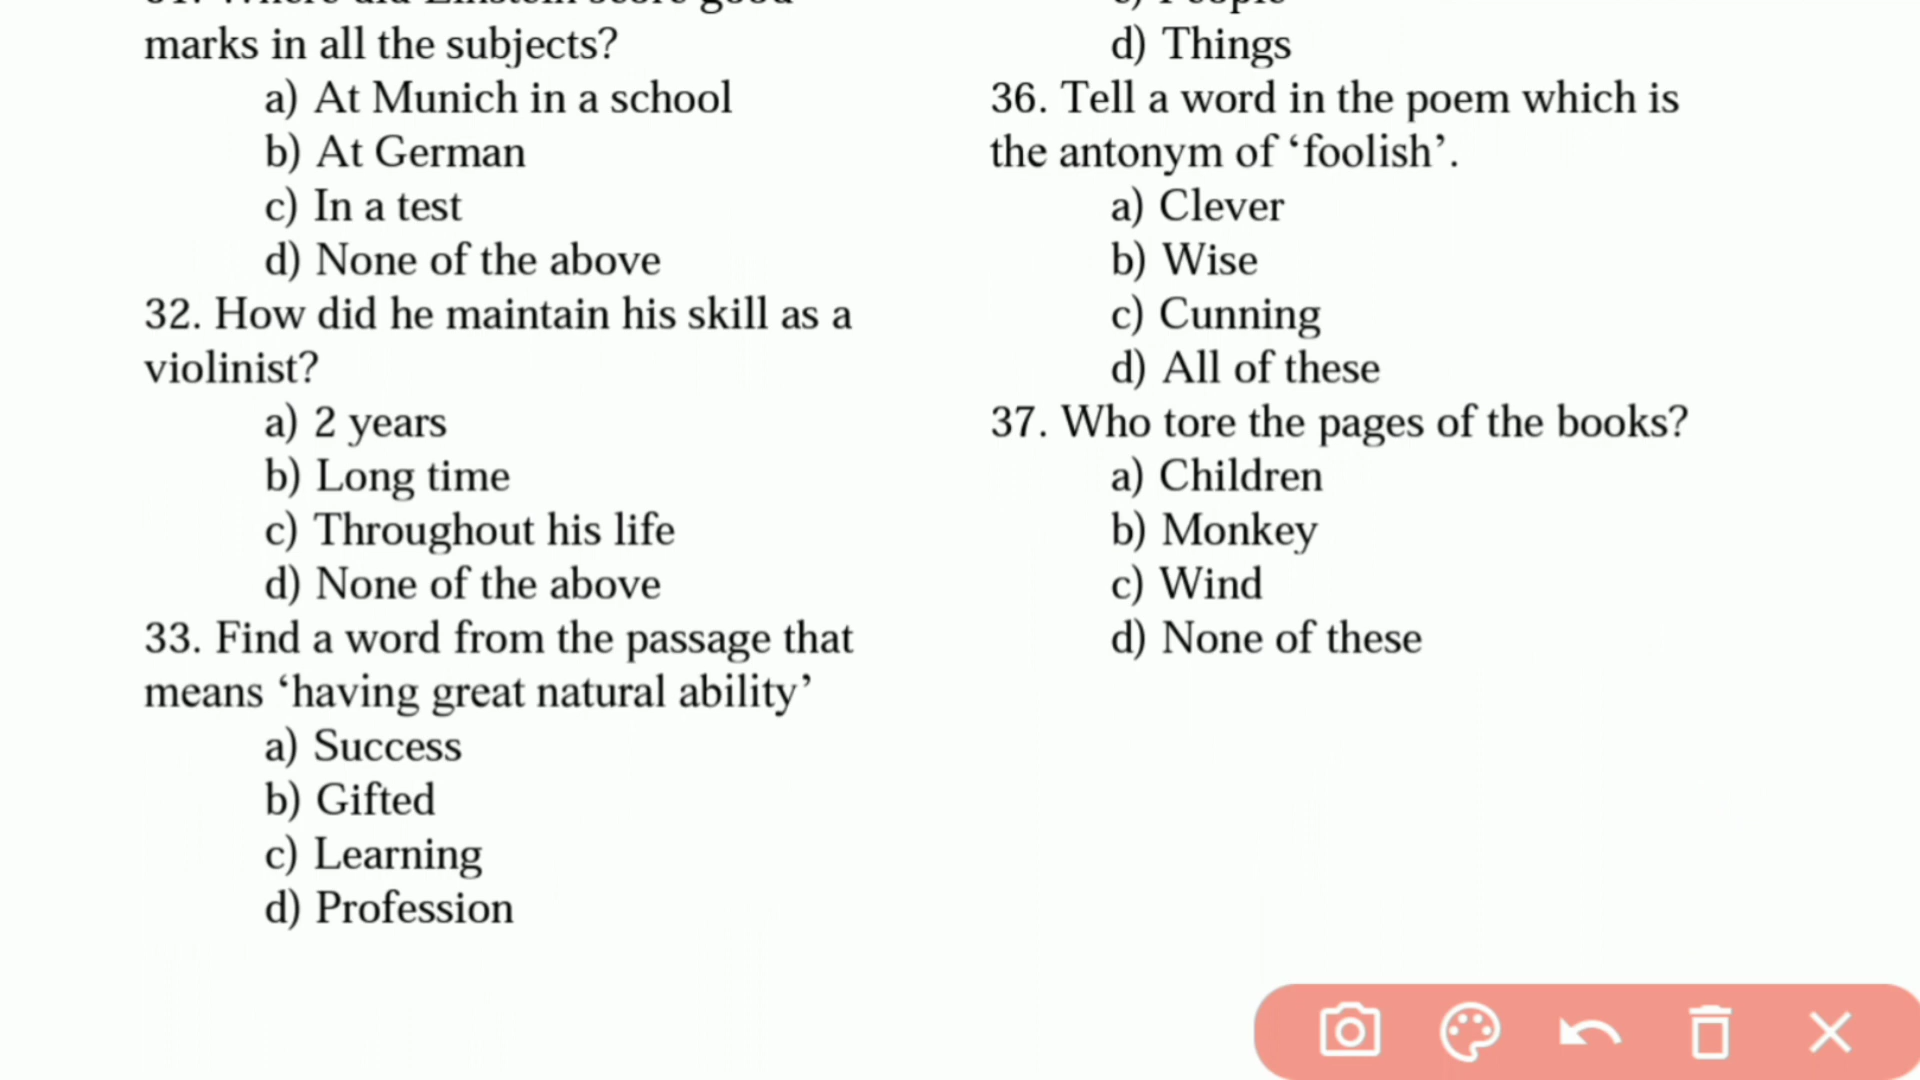 marks in all the subjects?
a) At Munich in a school
b) At German
c) In a test
d) None of the above
32. How did he maintain his skill as a
violinist?
a) 2 years
b) Long time
c) Throughout his life
d) None of the above
33. Find a word from the passage that
means ‘having great natural ability’
a) Success
b) Gifted
c) Learning
d) Profession
d) Things
36. Tell a word in the poem which is
the antonym of ‘foolish’.
a) Clever
b) Wise
c) Cunning
d) All of these
37. Who tore the pages of the books?
a) Children
b) Monkey
c) Wind
d) None of these